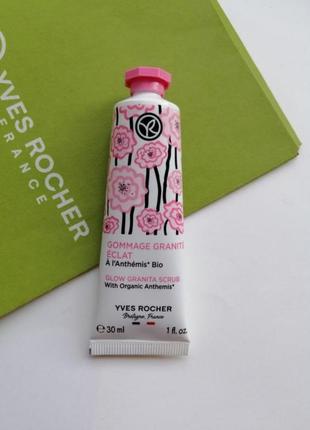 YVES ROCHER
FRANCE
GOMMAGE GRANITÉ
ÉCLAT
À l'Anthémis* Bio
GLOW GRANITA SCRUB
With Organic Anthemis*
YVES ROCHER
Bretagne, France
e 30 ml
1 fl. oz